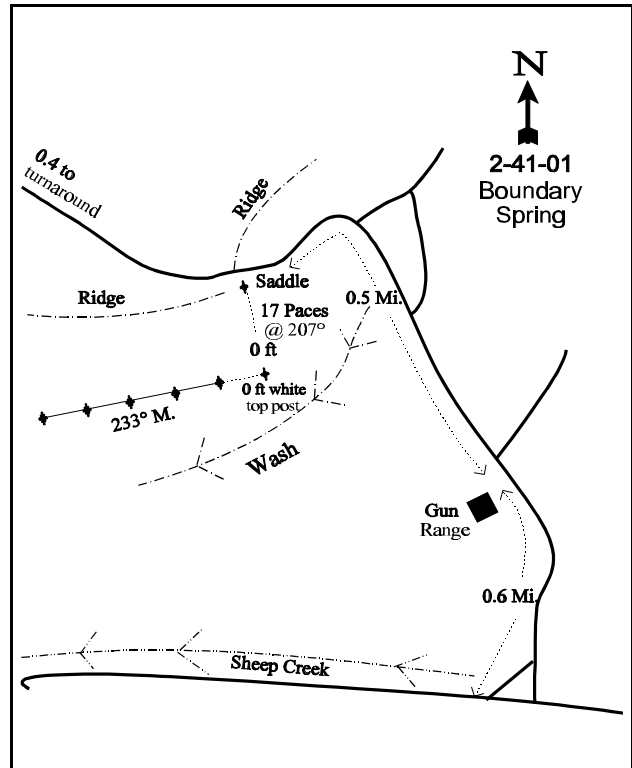 N
2-41-01
Boundary
Spring
0.4 to
turnaround
Ridge
Saddle
Ridge
17 Paces
@ 207°
0.5 Mi.
0 ft
0 ft white
top post
233° M.
Wash
Gun
Range
0.6 Mi.
Sheep Creek